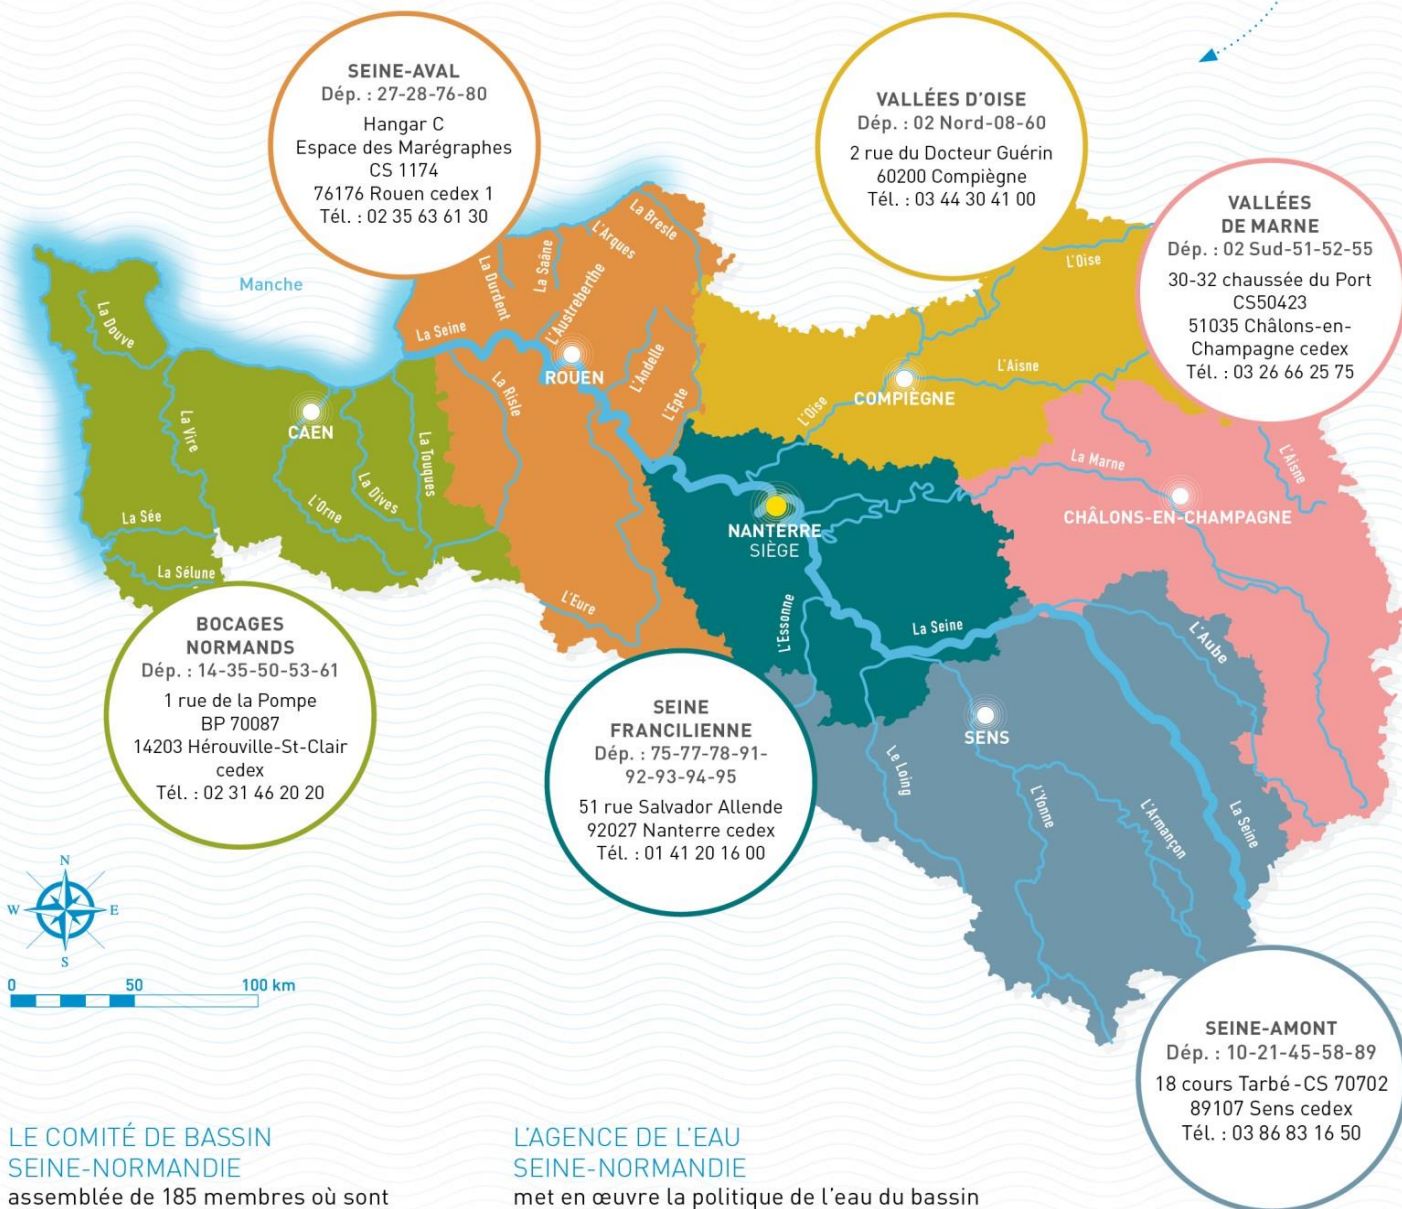 SEINE-AVAL
Dép. : 27-28-76-80
Hangar C
Espace des Marégraphes
CS 1174
76176 Rouen cedex 1
Tél. : 02 35 63 61 30
VALLÉES D'OISE
Dép. : 02 Nord-08-60
2 rue du Docteur Guérin
60200 Compiègne
Tél. : 03 44 30 41 00
VALLÉES
DE MARNE
Dép. : 02 Sud-51-52-55
30-32 chaussée du Port
CS50423
51035 Châlons-en-
Champagne cedex
Tél. : 03 26 66 25 75
Manche
La Douve
La Vire
La Sée
La Sélune
CAEN
L'Orne
La Dives
La Touques
La Seine
La Durdent
La Saâne
L'Arques
La Bresle
L'Austreberthe
ROUEN
La Risle
L'Andelle
L'Epte
L'Eure
L'Oise
L'Aisne
COMPIÈGNE
L'Oise
La Marne
L'Aisne
CHÂLONS-EN-CHAMPAGNE
NANTERRE
SIÈGE
L'Essonne
La Seine
L'Aube
SENS
Le Loing
L'Yonne
L'Armançon
La Seine
BOCAGES
NORMANDS
Dép. : 14-35-50-53-61
1 rue de la Pompe
BP 70087
14203 Hérouville-St-Clair
cedex
Tél. : 02 31 46 20 20
SEINE
FRANCILIENNE
Dép. : 75-77-78-91-
92-93-94-95
51 rue Salvador Allende
92027 Nanterre cedex
Tél. : 01 41 20 16 00
N
W
E
S
0 50 100 km
SEINE-AMONT
Dép. : 10-21-45-58-89
18 cours Tarbé - CS 70702
89107 Sens cedex
Tél. : 03 86 83 16 50
LE COMITÉ DE BASSIN
SEINE-NORMANDIE
assemblée de 185 membres où sont
L'AGENCE DE L'EAU
SEINE-NORMANDIE
met en œuvre la politique de l'eau du bassin